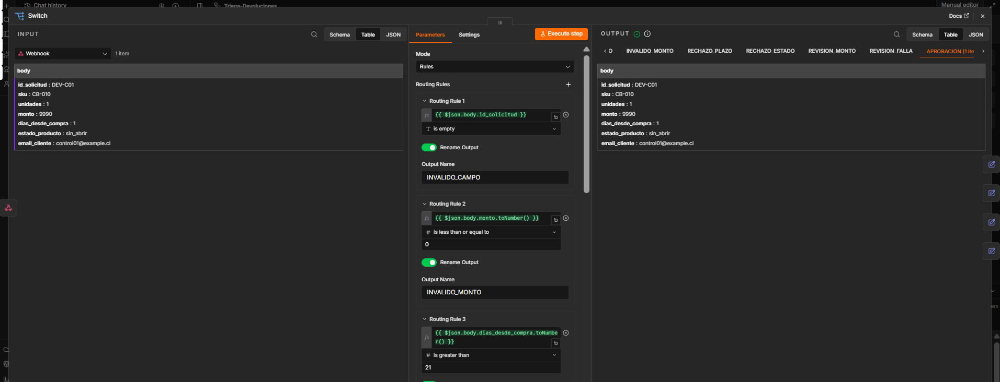 Chat history
Triage-Devoluciones
Manual editor
Switch
Docs
INPUT
Schema
Table
JSON
Webhook
1 item
body
id_solicitud : DEV-C01
sku : CB-010
unidades : 1
monto : 9990
dias_desde_compra : 1
estado_producto : sin_abrir
email_cliente : control01@example.cl
Parameters
Settings
Execute step
Mode
Rules
Routing Rules
Routing Rule 1
fx {{ $json.body.id_solicitud }}
T is empty
Rename Output
Output Name
INVALIDO_CAMPO
Routing Rule 2
fx {{ $json.body.monto.toNumber() }}
# is less than or equal to
0
Rename Output
Output Name
INVALIDO_MONTO
Routing Rule 3
fx {{ $json.body.dias_desde_compra.toNumbe
r() }}
# is greater than
21
OUTPUT
Schema
Table
JSON
INVALIDO_MONTO
RECHAZO_PLAZO
RECHAZO_ESTADO
REVISION_MONTO
REVISION_FALLA
APROBACION (1 ite
body
id_solicitud : DEV-C01
sku : CB-010
unidades : 1
monto : 9990
dias_desde_compra : 1
estado_producto : sin_abrir
email_cliente : control01@example.cl